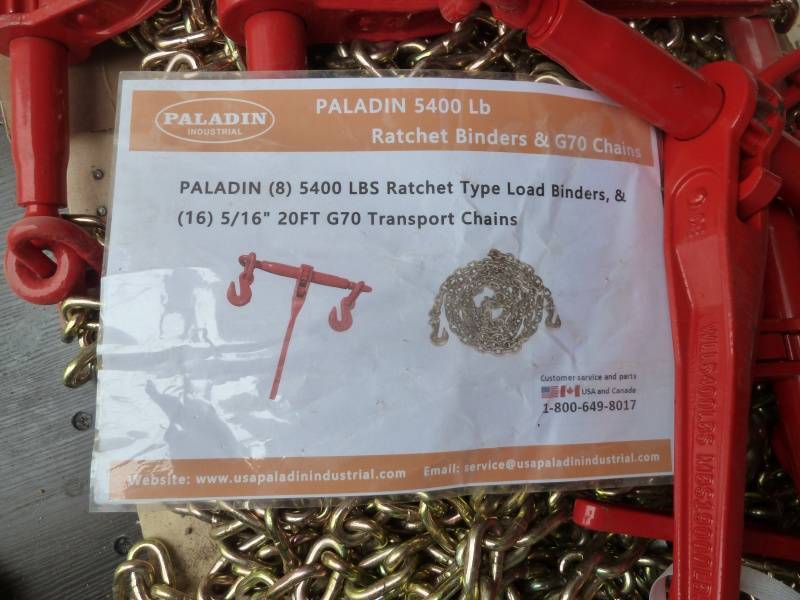 PALADIN
INDUSTRIAL
PALADIN 5400 Lb
Ratchet Binders & G70 Chains
PALADIN (8) 5400 LBS Ratchet Type Load Binders, &
(16) 5/16" 20FT G70 Transport Chains
Customer service and parts
USA and Canada
1-800-649-8017
Website: www.usapaladinindustrial.com
Email: service@usapaladinindustrial.com